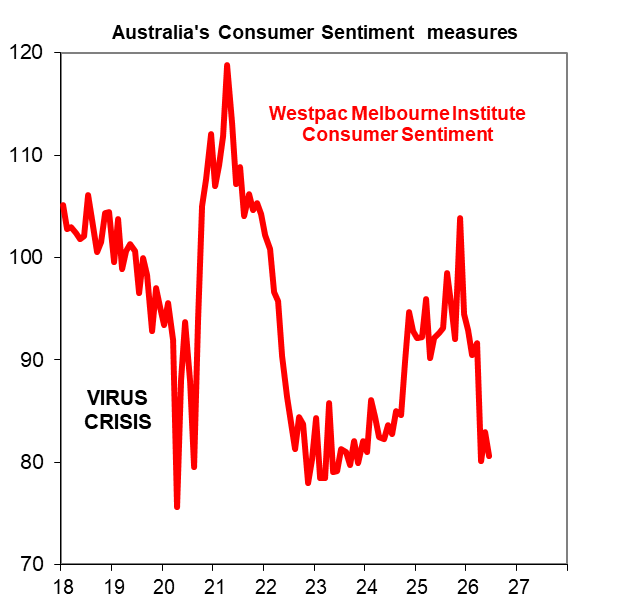 Australia's Consumer Sentiment measures
120
Westpac Melbourne Institute
Consumer Sentiment
110
100
90
VIRUS
CRISIS
80
70
18 19 20 21 22 23 24 25 26 27